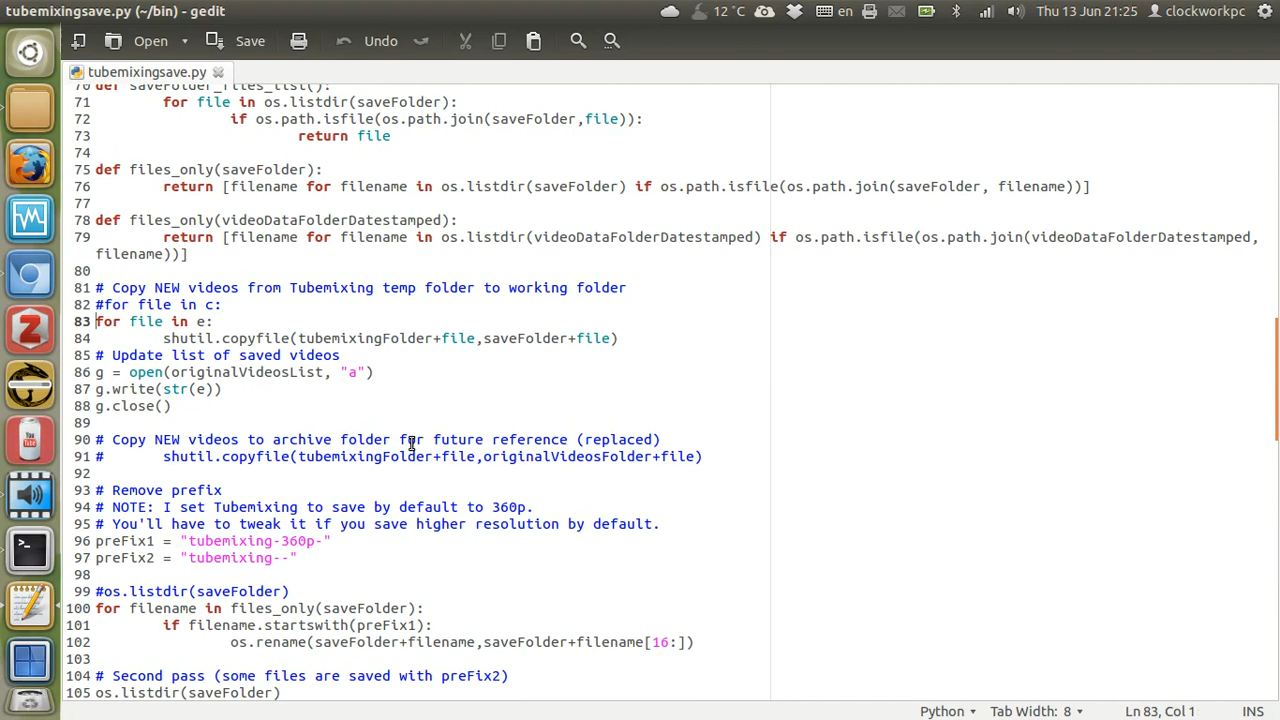 tubemixingsave.py (~/bin) - gedit
12 °C
en
Thu 13 Jun 21:25
clockworkpc
Open
Save
Undo
tubemixingsave.py
70 def saveFolder_files_list():
71 for file in os.listdir(saveFolder):
72 if os.path.isfile(os.path.join(saveFolder,file)):
73 return file
74
75 def files_only(saveFolder):
76 return [filename for filename in os.listdir(saveFolder) if os.path.isfile(os.path.join(saveFolder, filename))]
77
78 def files_only(videoDataFolderDatestamped):
79 return [filename for filename in os.listdir(videoDataFolderDatestamped) if os.path.isfile(os.path.join(videoDataFolderDatestamped,
filename))]
80
81 # Copy NEW videos from Tubemixing temp folder to working folder
82 #for file in c:
83 for file in e:
84 shutil.copyfile(tubemixingFolder+file,saveFolder+file)
85 # Update list of saved videos
86 g = open(originalVideosList, "a")
87 g.write(str(e))
88 g.close()
89
90 # Copy NEW videos to archive folder for future reference (replaced)
91 # shutil.copyfile(tubemixingFolder+file,originalVideosFolder+file)
92
93 # Remove prefix
94 # NOTE: I set Tubemixing to save by default to 360p.
95 # You'll have to tweak it if you save higher resolution by default.
96 preFix1 = "tubemixing-360p-"
97 preFix2 = "tubemixing--"
98
99 #os.listdir(saveFolder)
100 for filename in files_only(saveFolder):
101 if filename.startswith(preFix1):
102 os.rename(saveFolder+filename,saveFolder+filename[16:])
103
104 # Second pass (some files are saved with preFix2)
105 os.listdir(saveFolder)
Python
Tab Width: 8
Ln 83, Col 1
INS